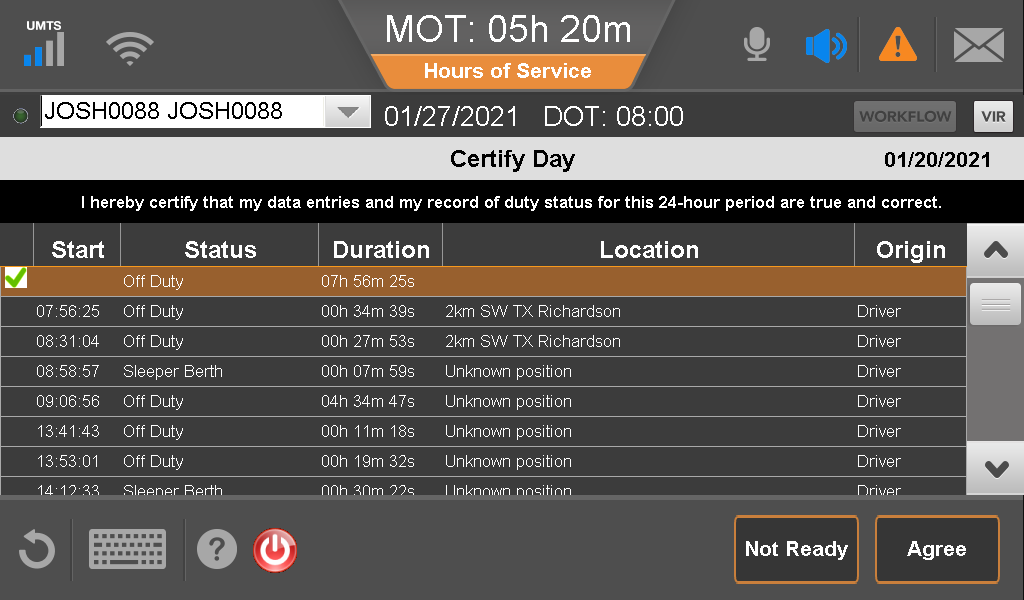 UMTS
MOT: 05h 20m
Hours of Service
JOSH0088 JOSH0088 01/27/2021 DOT: 08:00 WORKFLOW VIR
Certify Day 01/20/2021
I hereby certify that my data entries and my record of duty status for this 24-hour period are true and correct.
Start Status Duration Location Origin
Off Duty 07h 56m 25s
07:56:25 Off Duty 00h 34m 39s 2km SW TX Richardson Driver
08:31:04 Off Duty 00h 27m 53s 2km SW TX Richardson Driver
08:58:57 Sleeper Berth 00h 07m 59s Unknown position Driver
09:06:56 Off Duty 04h 34m 47s Unknown position Driver
13:41:43 Off Duty 00h 11m 18s Unknown position Driver
13:53:01 Off Duty 00h 19m 32s Unknown position Driver
14:12:33 Sleeper Berth 00h 30m 22s Unknown position Driver
? Not Ready Agree